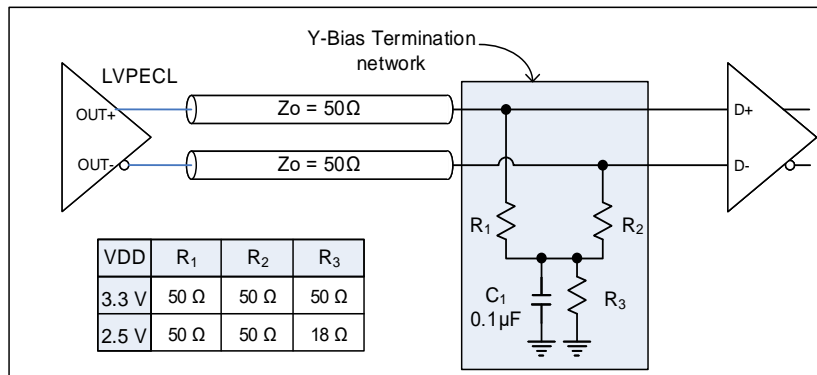 Y-Bias Termination
network
LVPECL
OUT+
Zo = 50Ω
D+
OUT-
Zo = 50Ω
D-
R1
R2
VDD R1 R2 R3
3.3 V 50 Ω 50 Ω 50 Ω
2.5 V 50 Ω 50 Ω 18 Ω
C1
0.1µF
R3